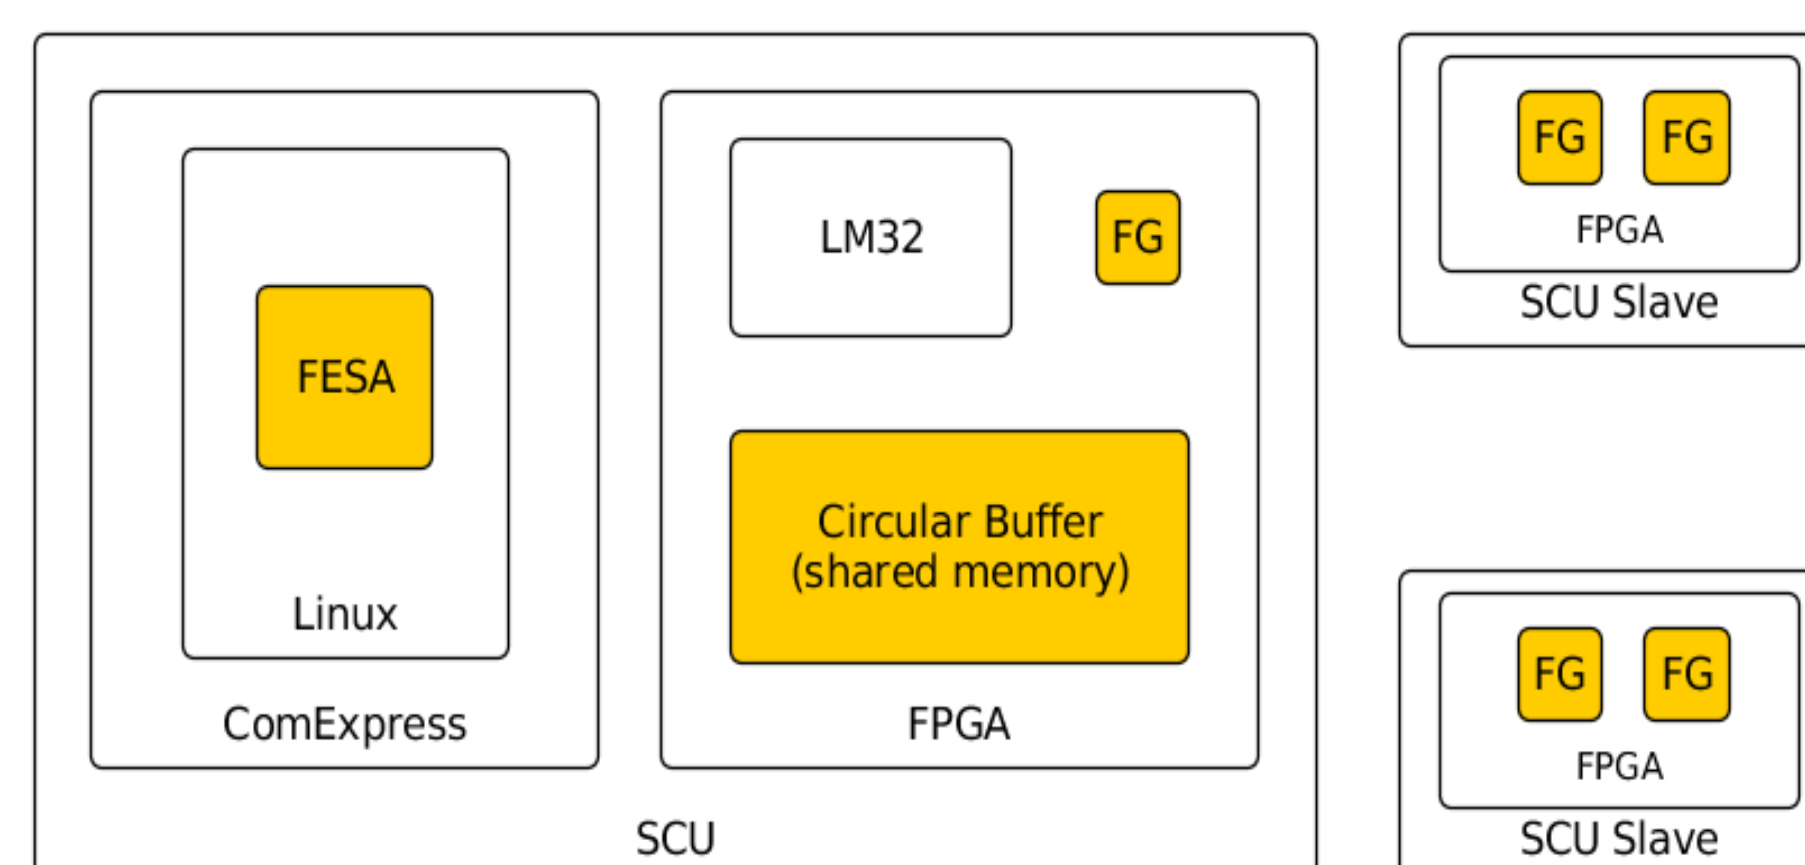 FESA
Linux
ComExpress
LM32
FG
Circular Buffer
(shared memory)
FPGA
SCU
FG FG
FPGA
SCU Slave
FG FG
FPGA
SCU Slave